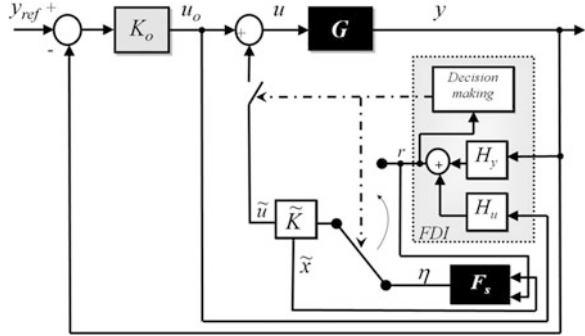 y_ref + K_o u_o + u G y
-
Decision
making
r + H_y
H_u
FDI
ũ K̃
x̃ η F_s